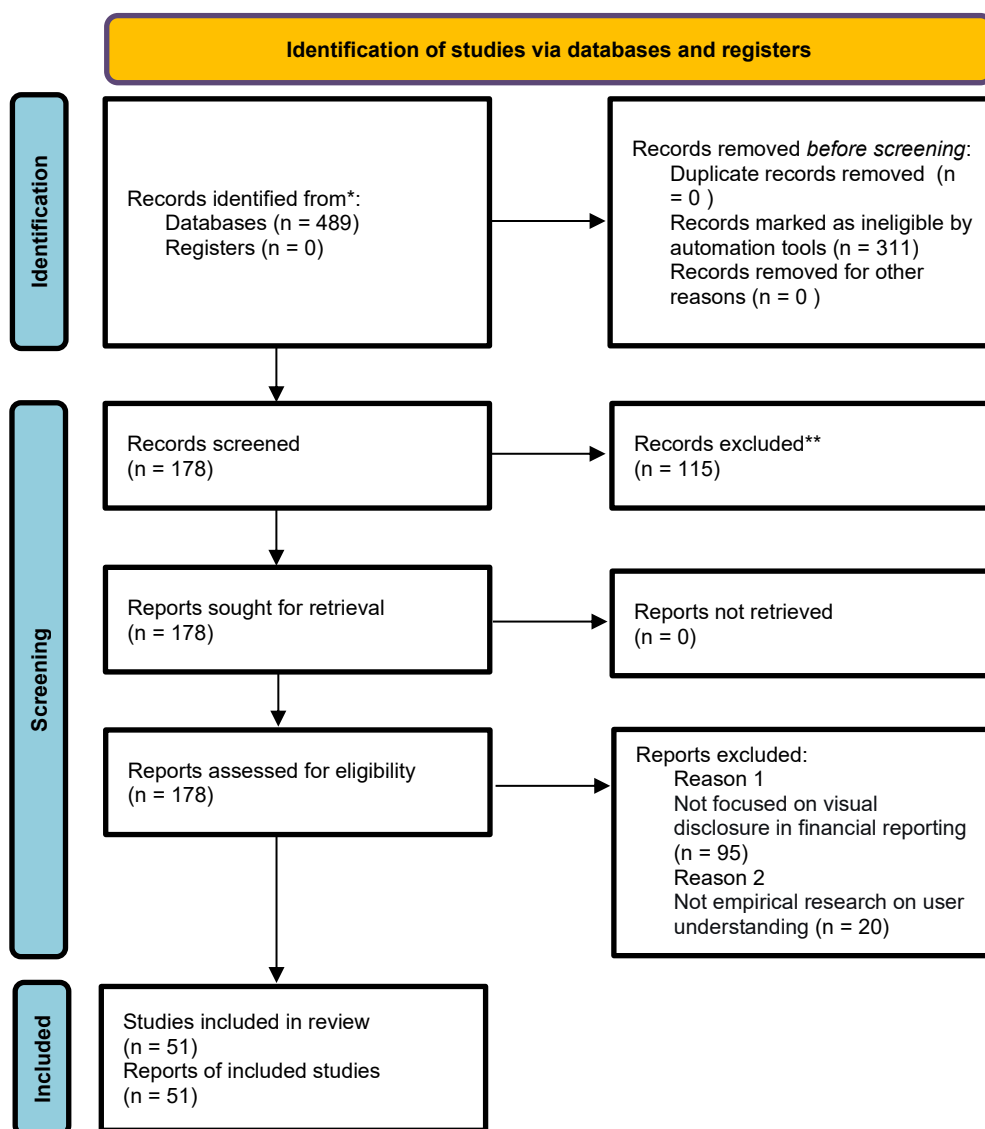 Identification of studies via databases and registers
Identification
Records identified from*:
Databases (n = 489)
Registers (n = 0)
Records removed before screening:
Duplicate records removed (n
= 0 )
Records marked as ineligible by
automation tools (n = 311)
Records removed for other
reasons (n = 0 )
Screening
Records screened
(n = 178)
Records excluded**
(n = 115)
Reports sought for retrieval
(n = 178)
Reports not retrieved
(n = 0)
Reports assessed for eligibility
(n = 178)
Reports excluded:
Reason 1
Not focused on visual
disclosure in financial reporting
(n = 95)
Reason 2
Not empirical research on user
understanding (n = 20)
Included
Studies included in review
(n = 51)
Reports of included studies
(n = 51)